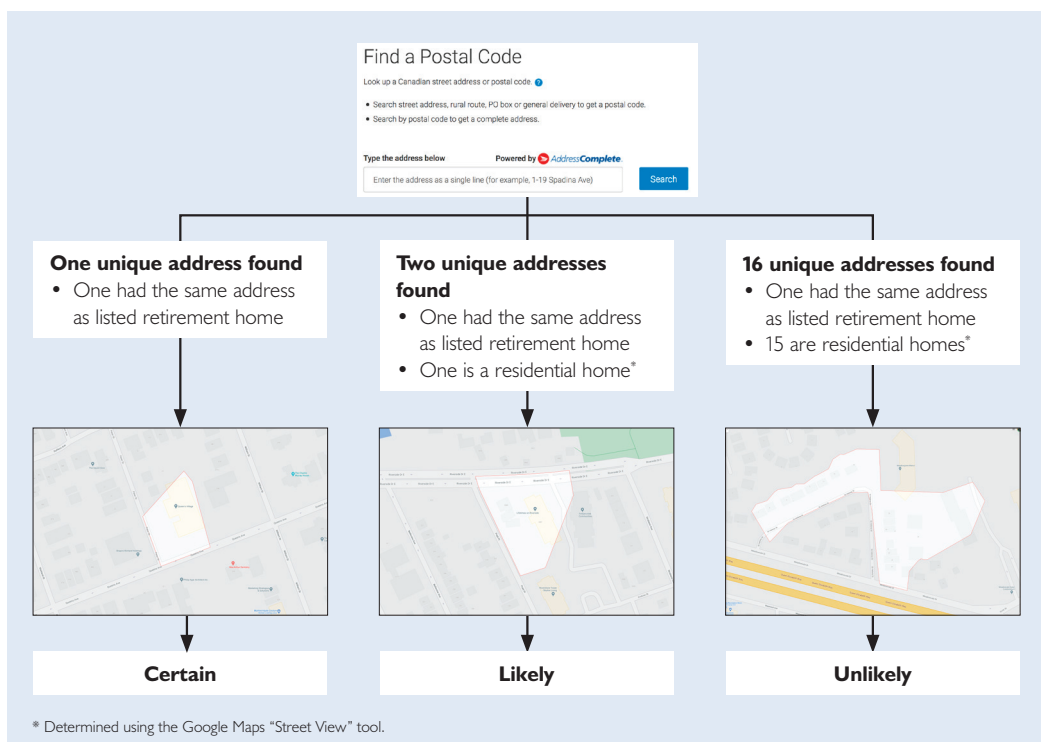 Find a Postal Code
Look up a Canadian street address or postal code. ?
• Search street address, rural route, PO box or general delivery to get a postal code.
• Search by postal code to get a complete address.
Type the address below Powered by AddressComplete
Enter the address as a single line (for example, 1-19 Spadina Ave) Search
One unique address found
• One had the same address
as listed retirement home
Two unique addresses
found
• One had the same address
as listed retirement home
• One is a residential home*
16 unique addresses found
• One had the same address
as listed retirement home
• 15 are residential homes*
Certain
Likely
Unlikely
* Determined using the Google Maps “Street View” tool.